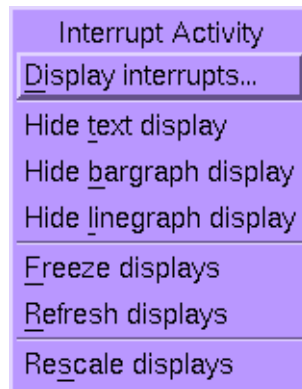 Interrupt Activity
Display interrupts...
Hide text display
Hide bargraph display
Hide linegraph display
Freeze displays
Refresh displays
Rescale displays